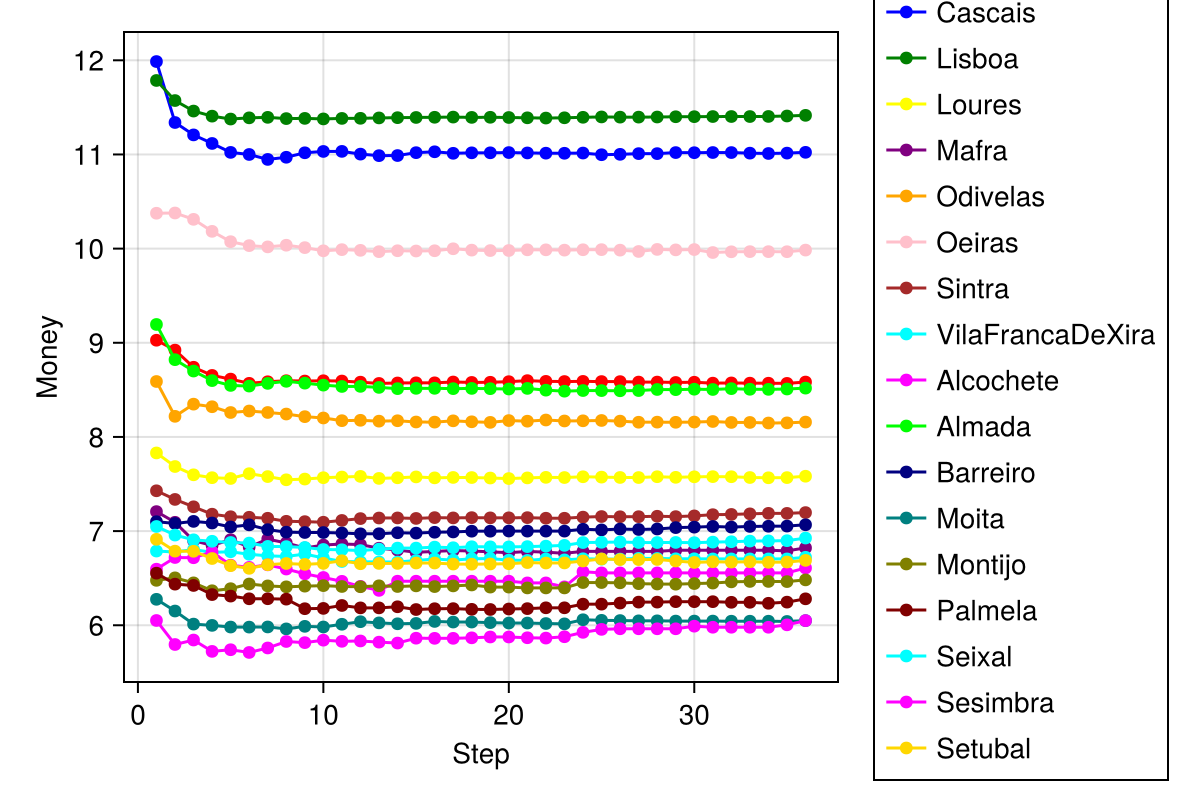 12
11
10
9
8
7
6
Money
0
10
20
30
Step
Cascais
Lisboa
Loures
Mafra
Odivelas
Oeiras
Sintra
VilaFrancaDeXira
Alcochete
Almada
Barreiro
Moita
Montijo
Palmela
Seixal
Sesimbra
Setubal